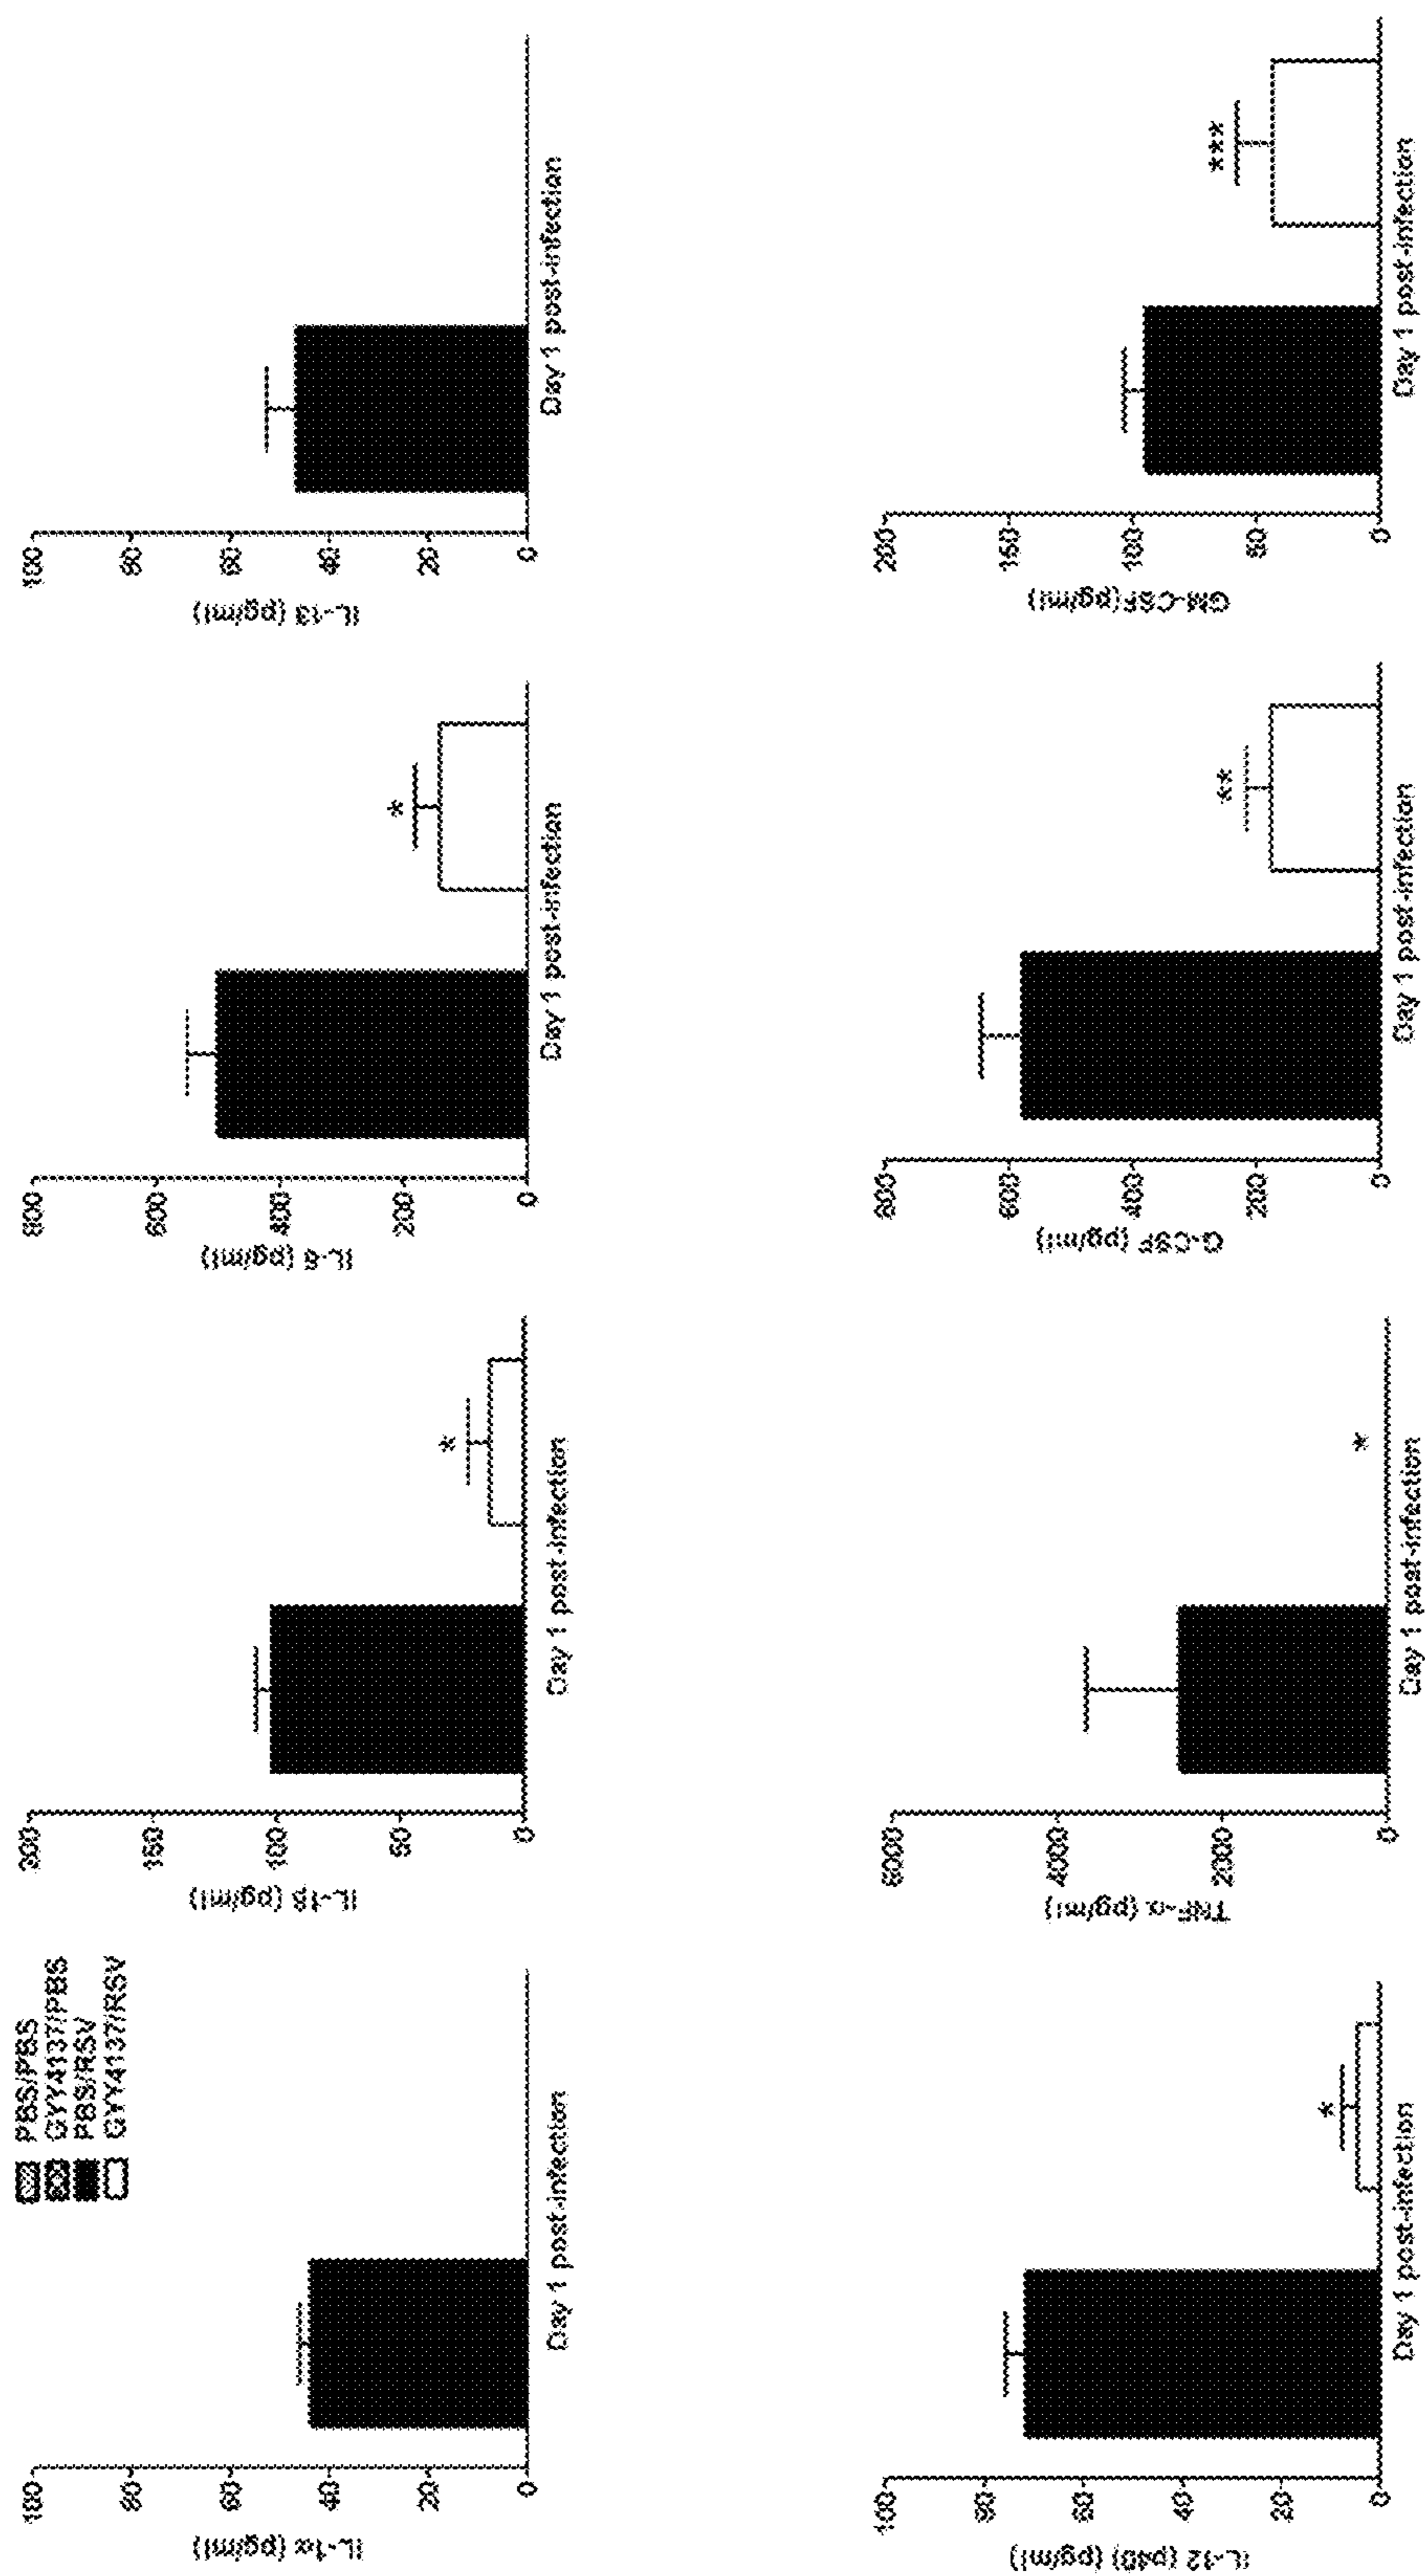 PBS/PBS
GYY4137/PBS
PBS/RSV
GYY4137/RSV
IL-1α (pg/ml)
100
80
60
40
20
0
Day 1 post-infection
IL-1β (pg/ml)
200
150
100
50
0
*
Day 1 post-infection
IL-6 (pg/ml)
800
600
400
200
0
*
Day 1 post-infection
IL-13 (pg/ml)
100
80
60
40
20
0
Day 1 post-infection
IL-12 (p40) (pg/ml)
100
80
60
40
20
0
*
Day 1 post-infection
TNF-α (pg/ml)
6000
4000
2000
0
*
Day 1 post-infection
G-CSF (pg/ml)
800
600
400
200
0
**
Day 1 post-infection
GM-CSF (pg/ml)
200
150
100
50
0
***
Day 1 post-infection